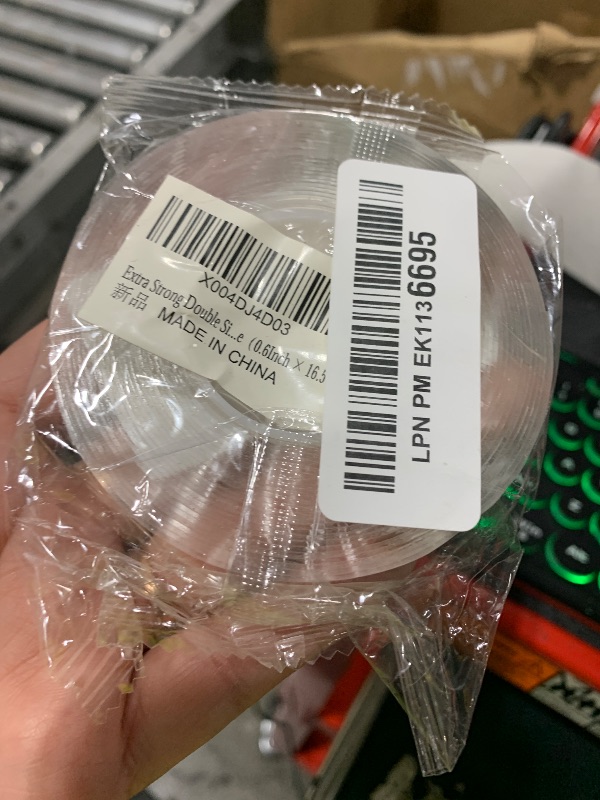 X004DJ4D03
Extra Strong Double Si...e (0.6Inch × 16.5
新品
MADE IN CHINA
LPN PM EK1136695